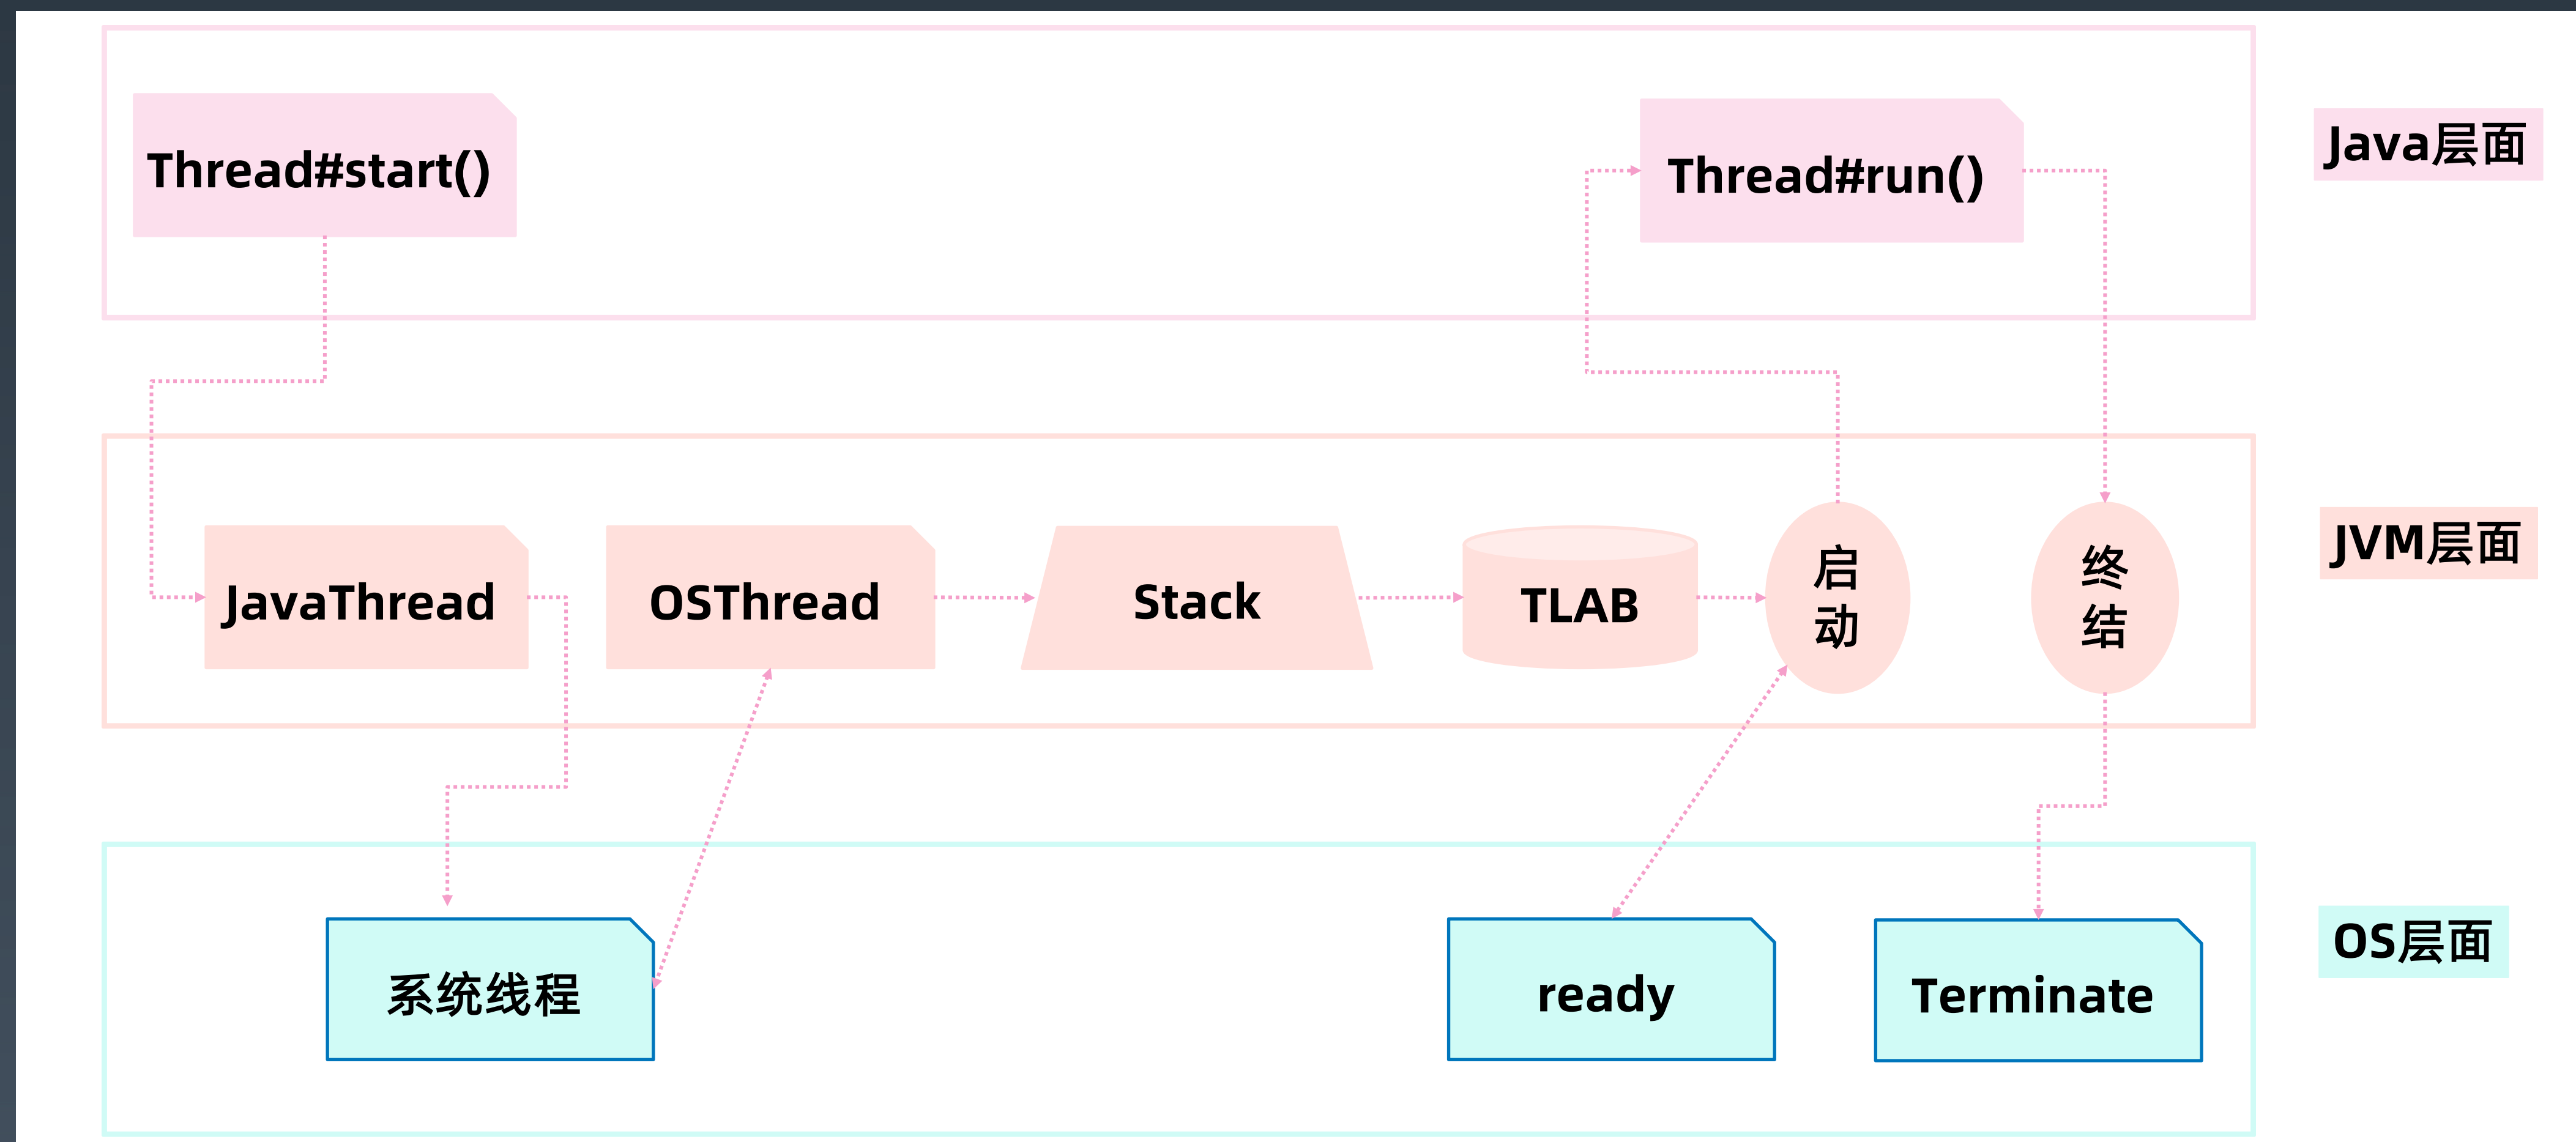 Thread#start()
Thread#run()
Java层面
JavaThread
OSThread
Stack
TLAB
启
动
终
结
JVM层面
系统线程
ready
Terminate
OS层面